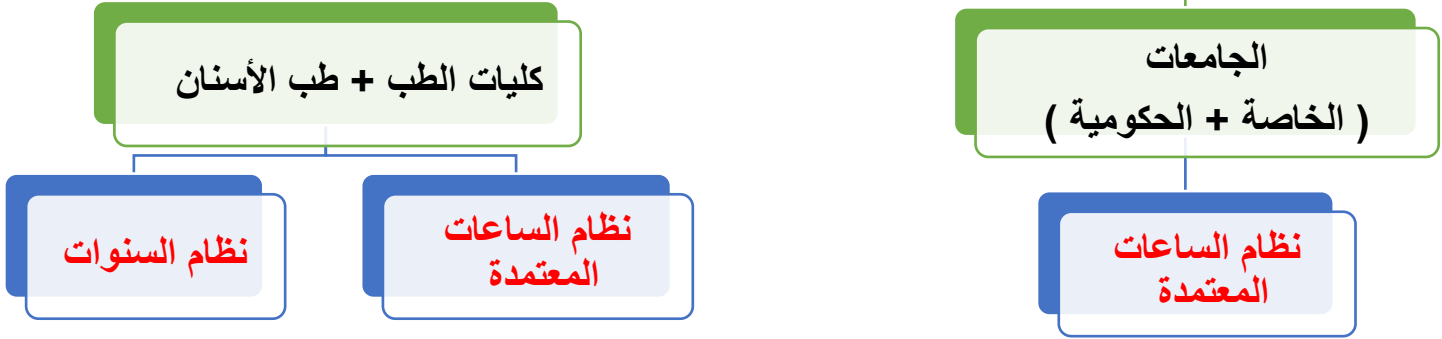 الجامعات
( الخاصة + الحكومية )
نظام الساعات
المعتمدة
كليات الطب + طب الأسنان
نظام الساعات
المعتمدة
نظام السنوات